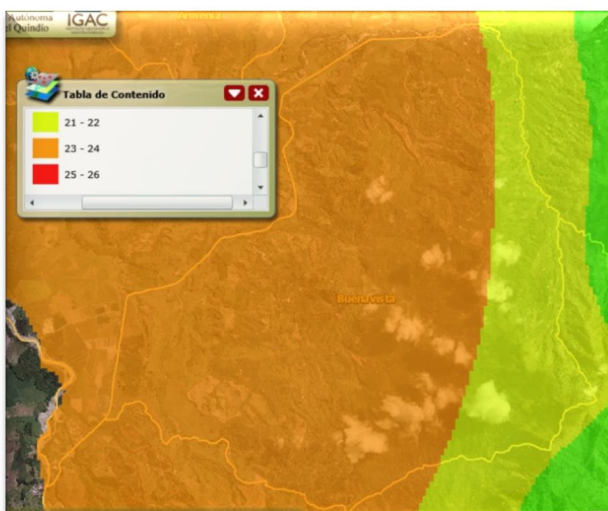 Autónoma
el Quindío
IGAC
Tabla de Contenido
21 - 22
23 - 24
25 - 26
Buenavista